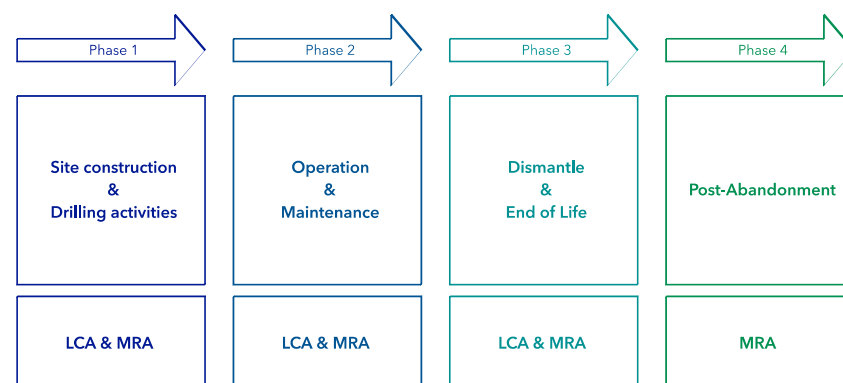 Phase 1
Phase 2
Phase 3
Phase 4
Site construction
&
Drilling activities
Operation
&
Maintenance
Dismantle
&
End of Life
Post-Abandonment
LCA & MRA
LCA & MRA
LCA & MRA
MRA